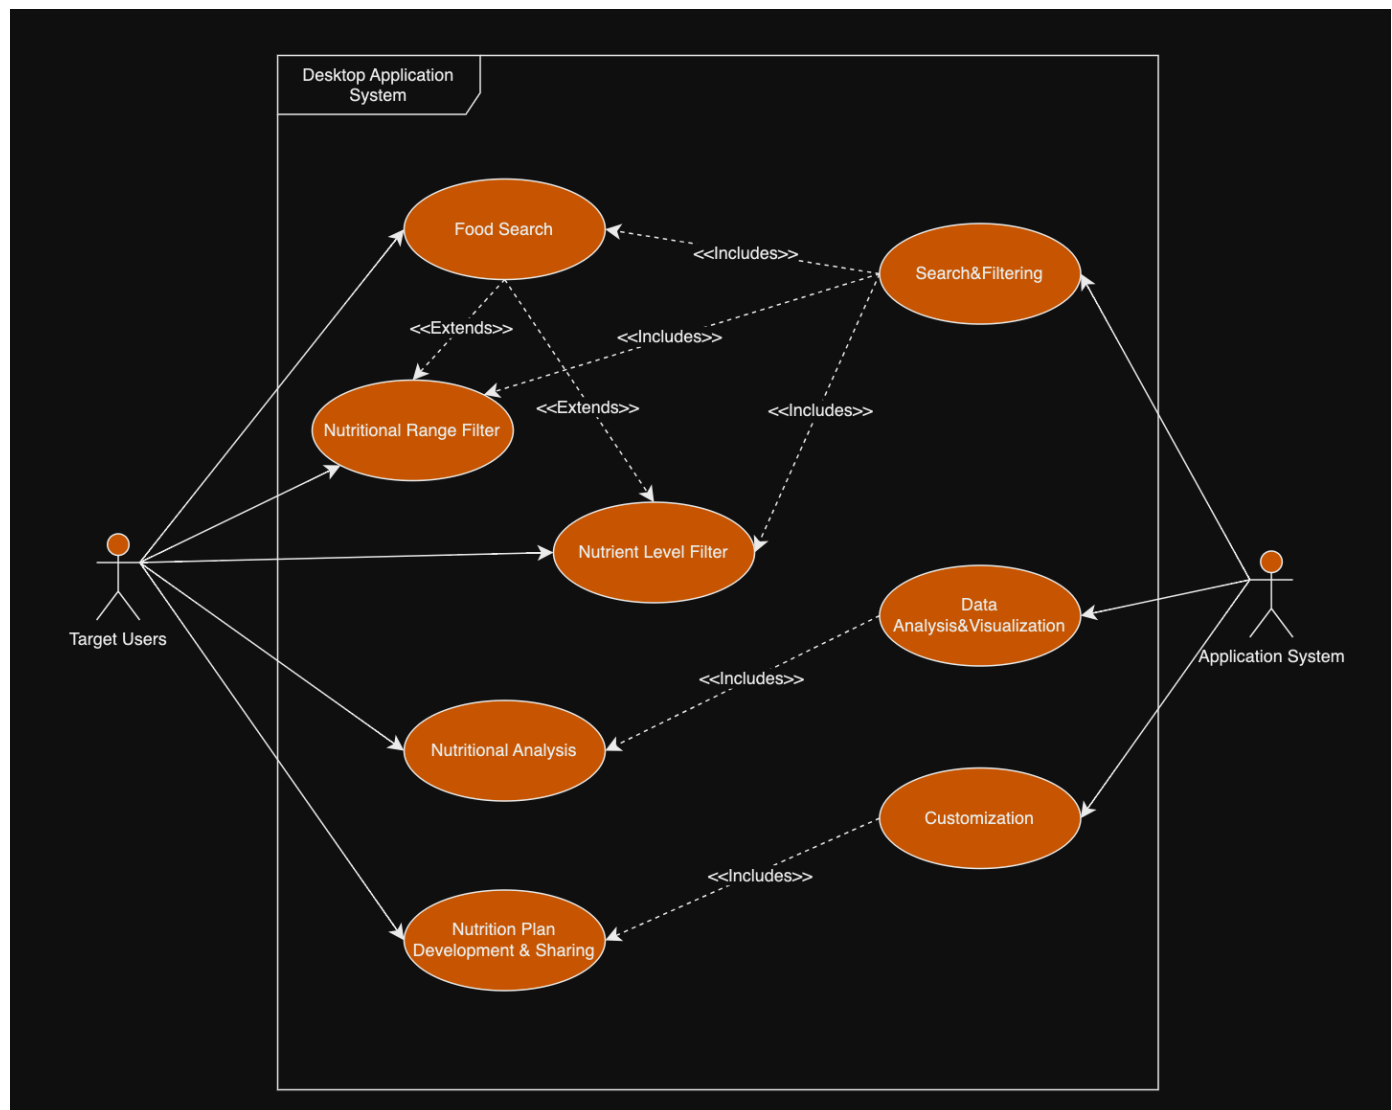 Desktop Application
System
Food Search
<<Includes>>
Search&Filtering
<<Extends>>
<<Includes>>
<<Extends>>
<<Includes>>
Nutritional Range Filter
Nutrient Level Filter
Data
Analysis&Visualization
Target Users
Application System
<<Includes>>
Nutritional Analysis
Customization
<<Includes>>
Nutrition Plan
Development & Sharing